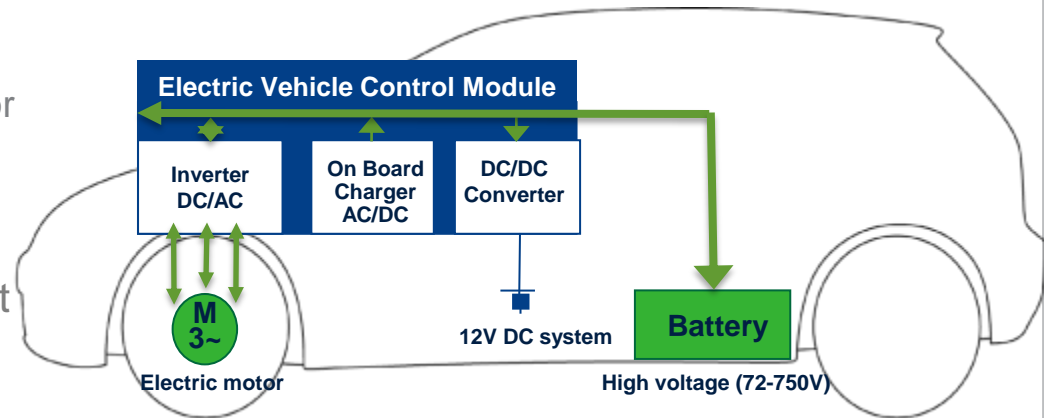 Electric Vehicle Control Module
or
Inverter
DC/AC
On Board
Charger
AC/DC
DC/DC
Converter
t
M
3~
12V DC system
Battery
Electric motor
High voltage (72-750V)